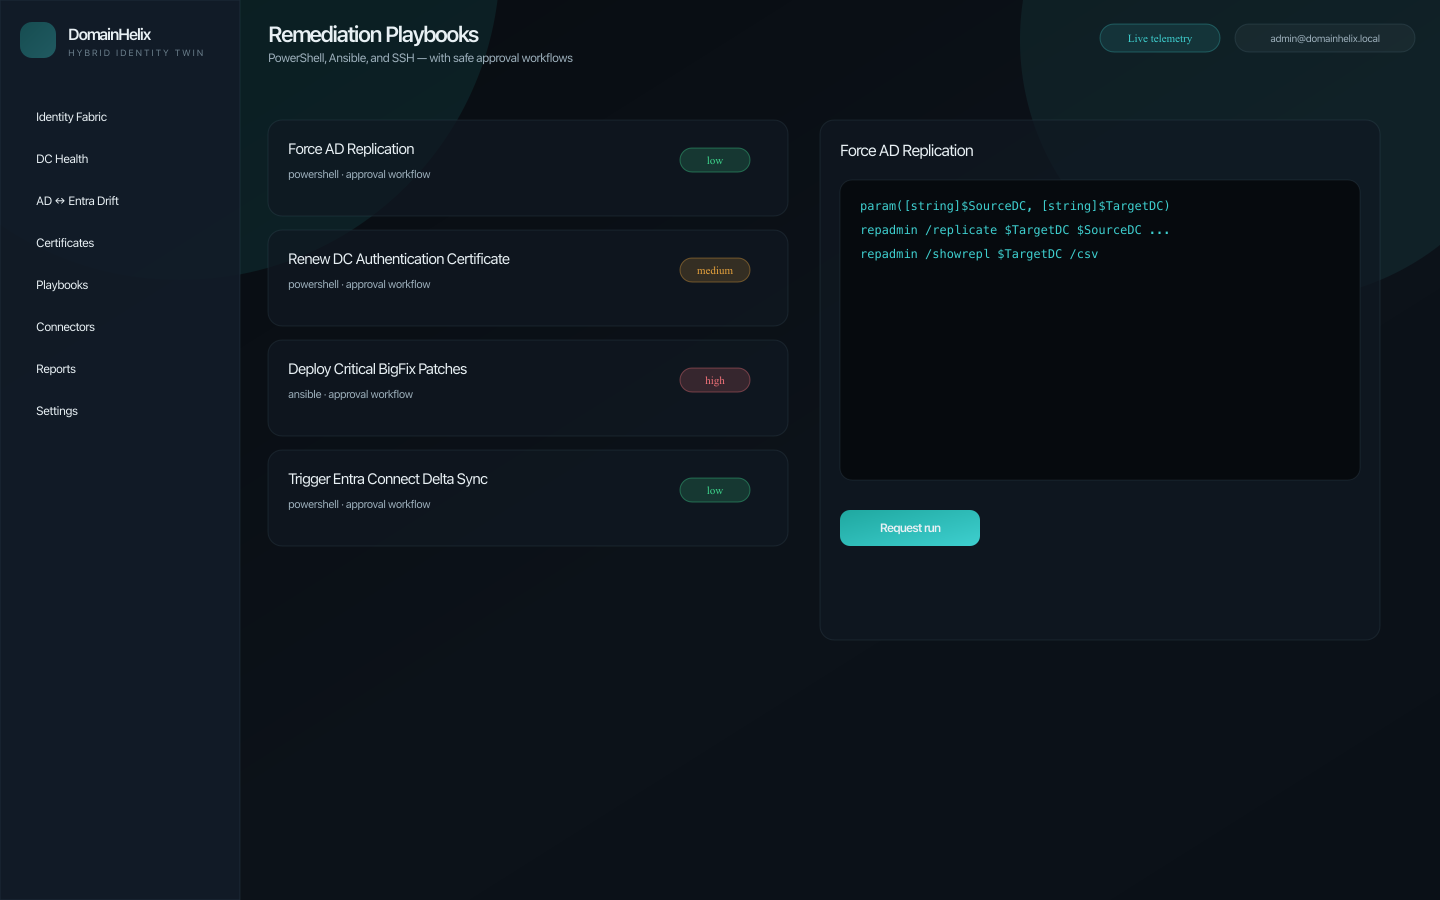 DomainHelix
HYBRID IDENTITY TWIN
Identity Fabric
DC Health
AD ↔ Entra Drift
Certificates
Playbooks
Connectors
Reports
Settings
Remediation Playbooks
PowerShell, Ansible, and SSH — with safe approval workflows
Live telemetry
admin@domainhelix.local
Force AD Replication
powershell · approval workflow
low
Renew DC Authentication Certificate
powershell · approval workflow
medium
Deploy Critical BigFix Patches
ansible · approval workflow
high
Trigger Entra Connect Delta Sync
powershell · approval workflow
low
Force AD Replication
param([string]$SourceDC, [string]$TargetDC)
repadmin /replicate $TargetDC $SourceDC ...
repadmin /showrepl $TargetDC /csv
Request run